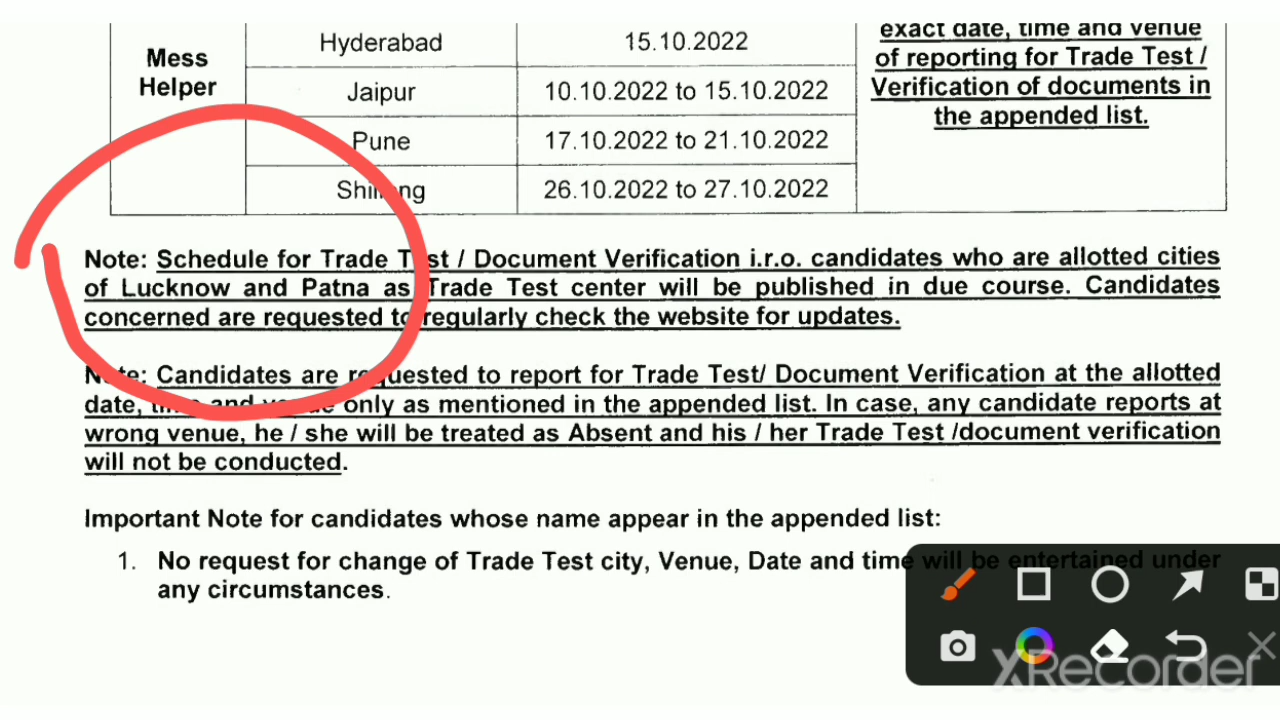 exact date, time and venue
Hyderabad 15.10.2022
Mess
of reporting for Trade Test /
Helper
Jaipur 10.10.2022 to 15.10.2022
Verification of documents in
the appended list.
Pune 17.10.2022 to 21.10.2022
Shillong 26.10.2022 to 27.10.2022
Note: Schedule for Trade Test / Document Verification i.r.o. candidates who are allotted cities
of Lucknow and Patna as Trade Test center will be published in due course. Candidates
concerned are requested to regularly check the website for updates.
Note: Candidates are requested to report for Trade Test/ Document Verification at the allotted
date, time and venue only as mentioned in the appended list. In case, any candidate reports at
wrong venue, he / she will be treated as Absent and his / her Trade Test /document verification
will not be conducted.
Important Note for candidates whose name appear in the appended list:
1. No request for change of Trade Test city, Venue, Date and time will be entertained under
any circumstances.
XRecorder